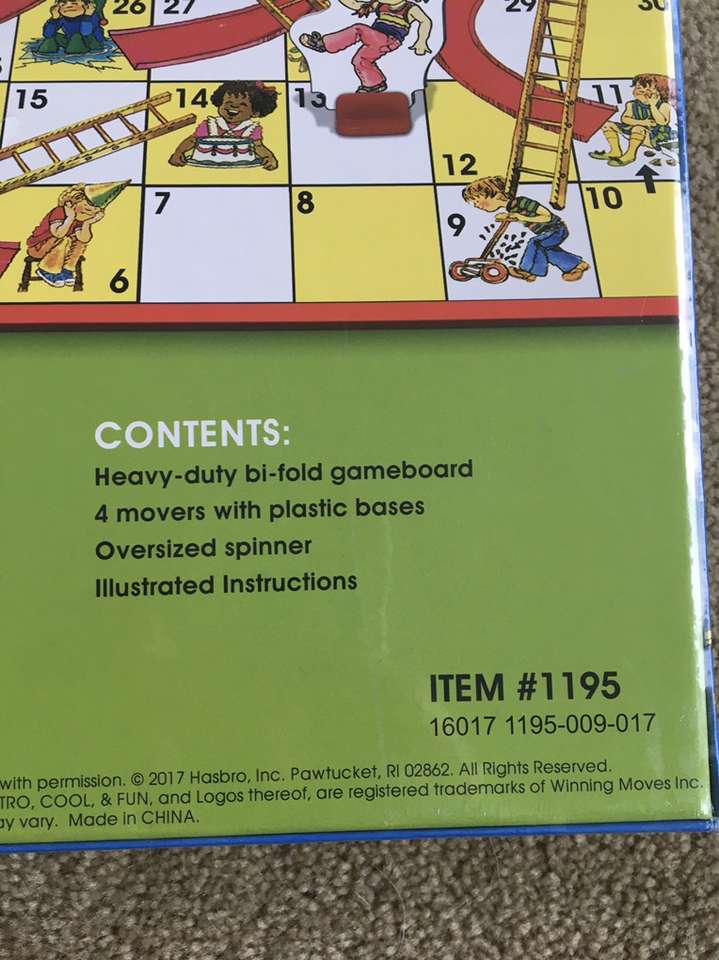 26 27 29 30
15 14 13 11
12
7 8 9 10
6
CONTENTS:
Heavy-duty bi-fold gameboard
4 movers with plastic bases
Oversized spinner
Illustrated Instructions
ITEM #1195
16017 1195-009-017
with permission. © 2017 Hasbro, Inc. Pawtucket, RI 02862. All Rights Reserved.
TRO, COOL, & FUN, and Logos thereof, are registered trademarks of Winning Moves Inc.
ay vary. Made in CHINA.